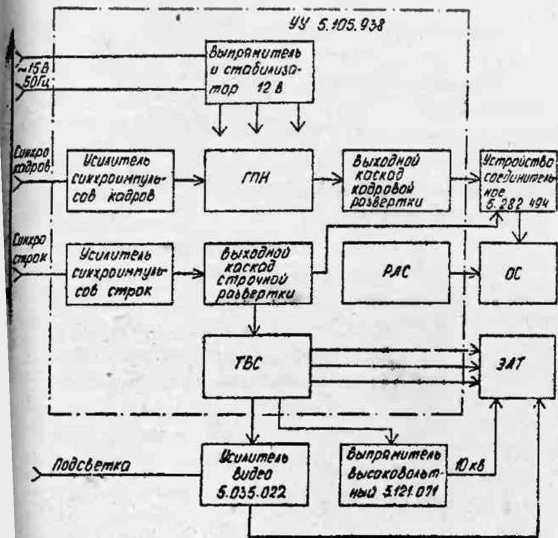 УУ 5.105.938
~15В
50Гц
Выпрямитель
и стабилиза-
тор 12 В
Синхро
кадров
Усилитель
синхроимпуль-
сов кадров
ГПН
Выходной
каскад
кадровой
развертки
Устройство
соединитель-
ное
5.282 494
Синхро
строк
Усилитель
синхроимпуль-
сов строк
Выходной
каскад
строчной
развертки
РЛС
ОС
ТВС
ЭЛТ
Подсветка
Усилитель
видео
5.035.022
Выпрямитель
высоковольт-
ный 5.121.071
10 кв